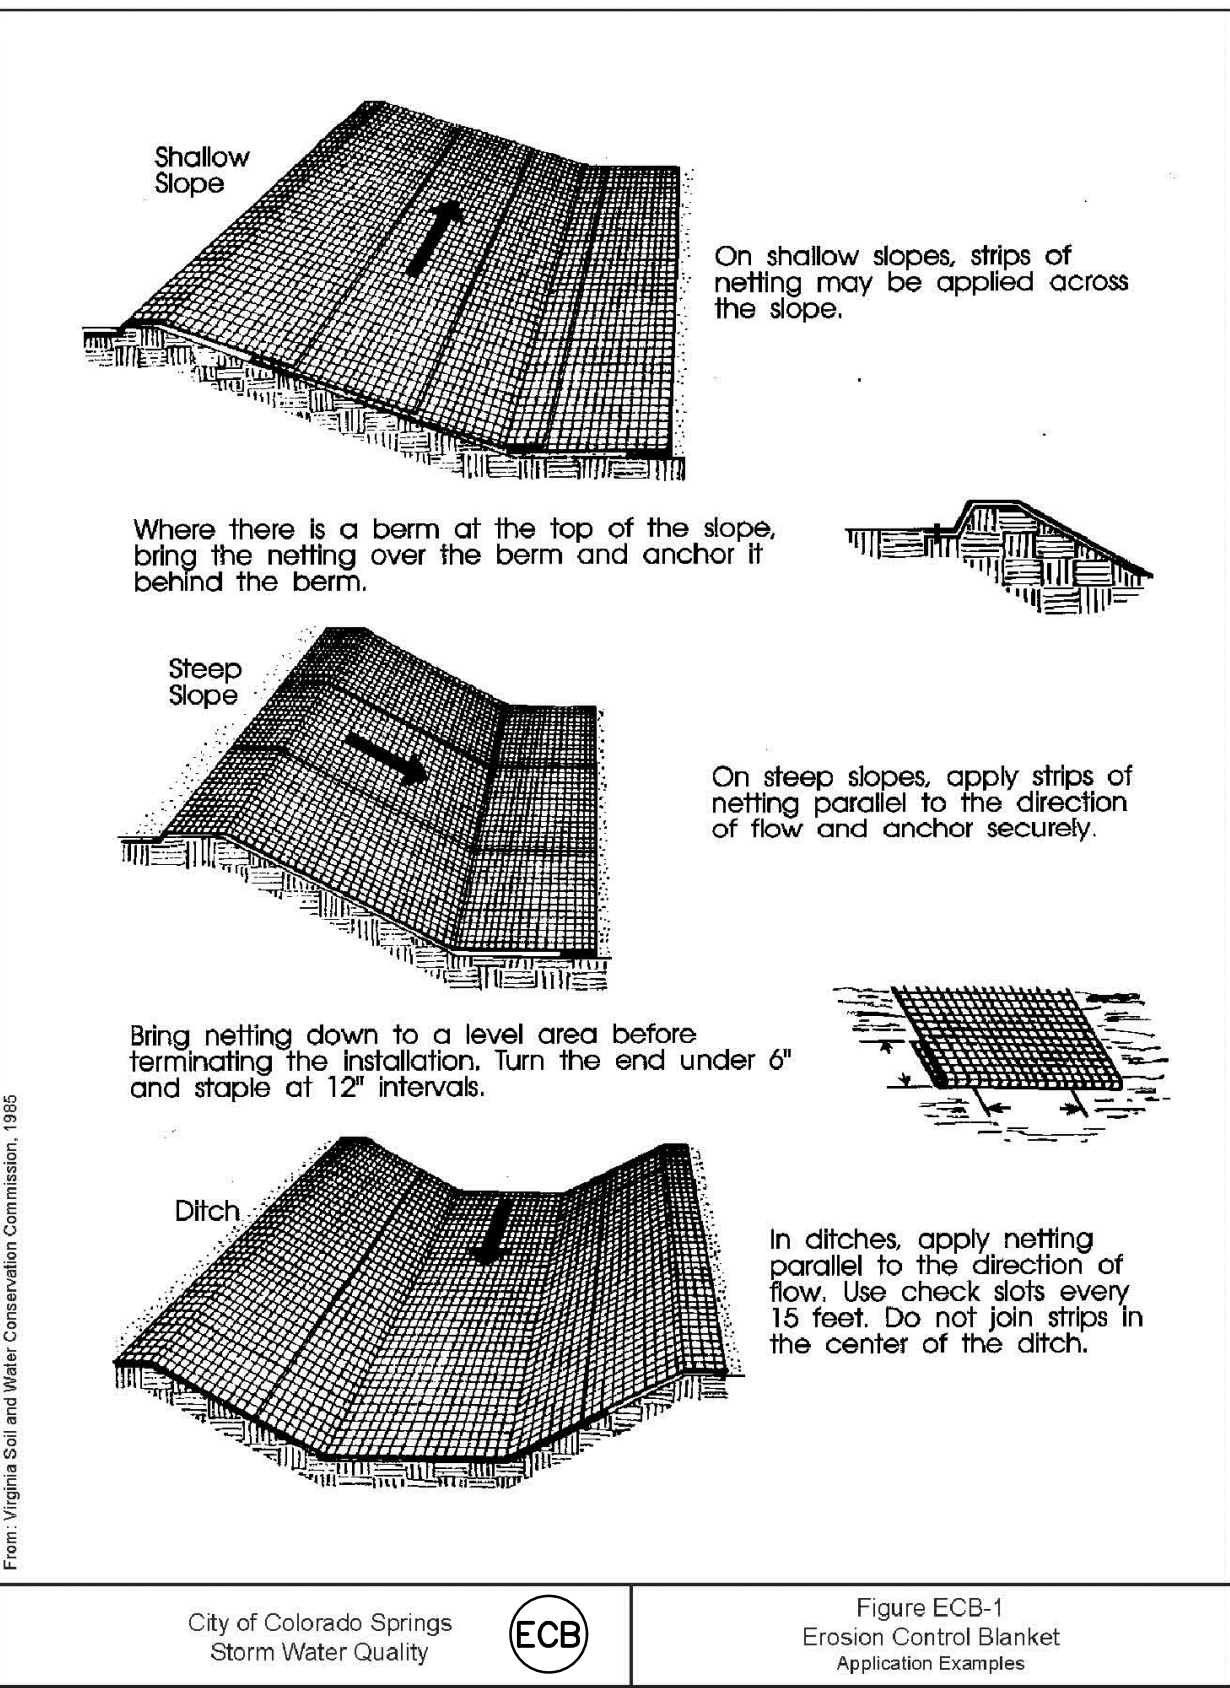 Shallow
Slope
On shallow slopes, strips of
netting may be applied across
the slope.
Where there is a berm at the top of the slope,
bring the netting over the berm and anchor it
behind the berm.
Steep
Slope
On steep slopes, apply strips of
netting parallel to the direction
of flow and anchor securely.
Bring netting down to a level area before
terminating the installation. Turn the end under 6"
and staple at 12" intervals.
Ditch
In ditches, apply netting
parallel to the direction of
flow. Use check slots every
15 feet. Do not join strips in
the center of the ditch.
From: Virginia Soil and Water Conservation Commission, 1985
City of Colorado Springs
Storm Water Quality
ECB
Figure ECB-1
Erosion Control Blanket
Application Examples